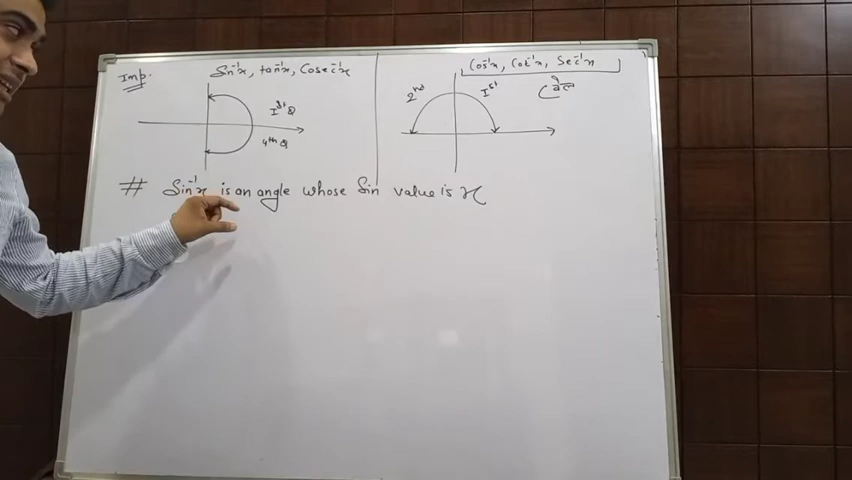 Imp.
Sin⁻¹x, tan⁻¹x, Cosec⁻¹x
Iˢᵗ Q
4ᵗʰ Q
Cos⁻¹x, Cot⁻¹x, Sec⁻¹x
2ⁿᵈ
Iˢᵗ
# Sin⁻¹x is an angle whose Sin value is x